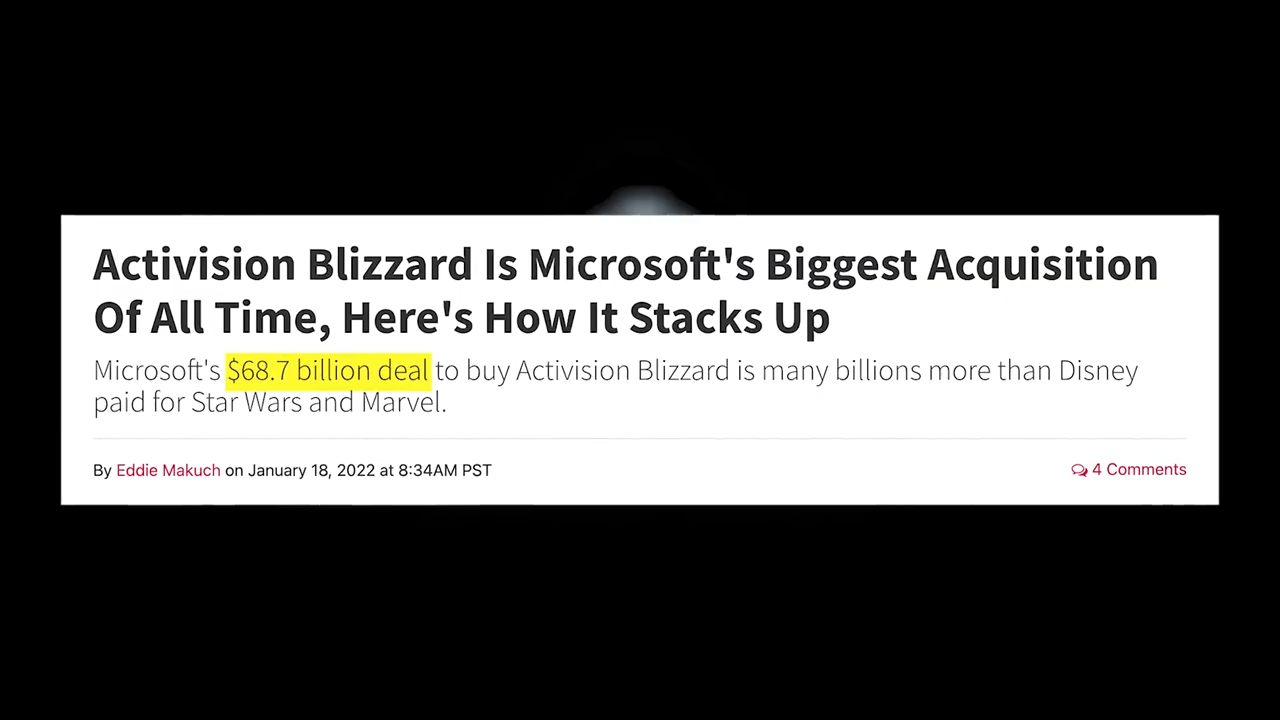 Activision Blizzard Is Microsoft's Biggest Acquisition
Of All Time, Here's How It Stacks Up
Microsoft's $68.7 billion deal to buy Activision Blizzard is many billions more than Disney
paid for Star Wars and Marvel.
By Eddie Makuch on January 18, 2022 at 8:34AM PST
4 Comments